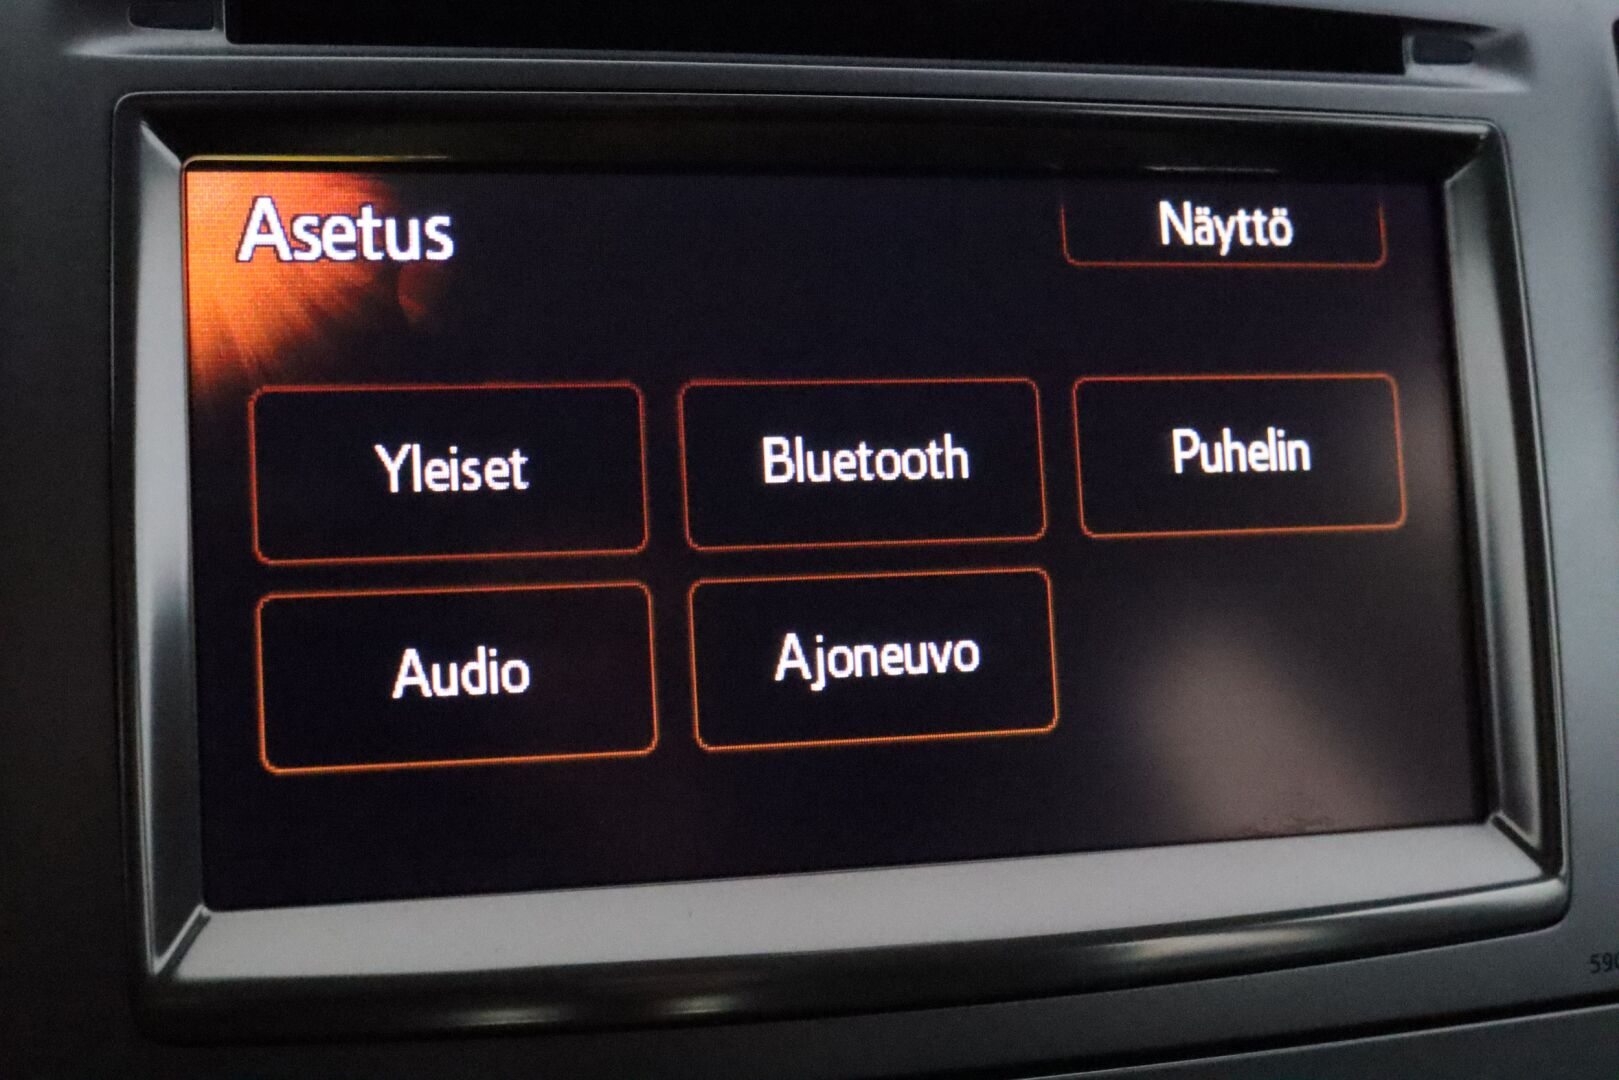 Asetus
Näyttö
Yleiset
Bluetooth
Puhelin
Audio
Ajoneuvo